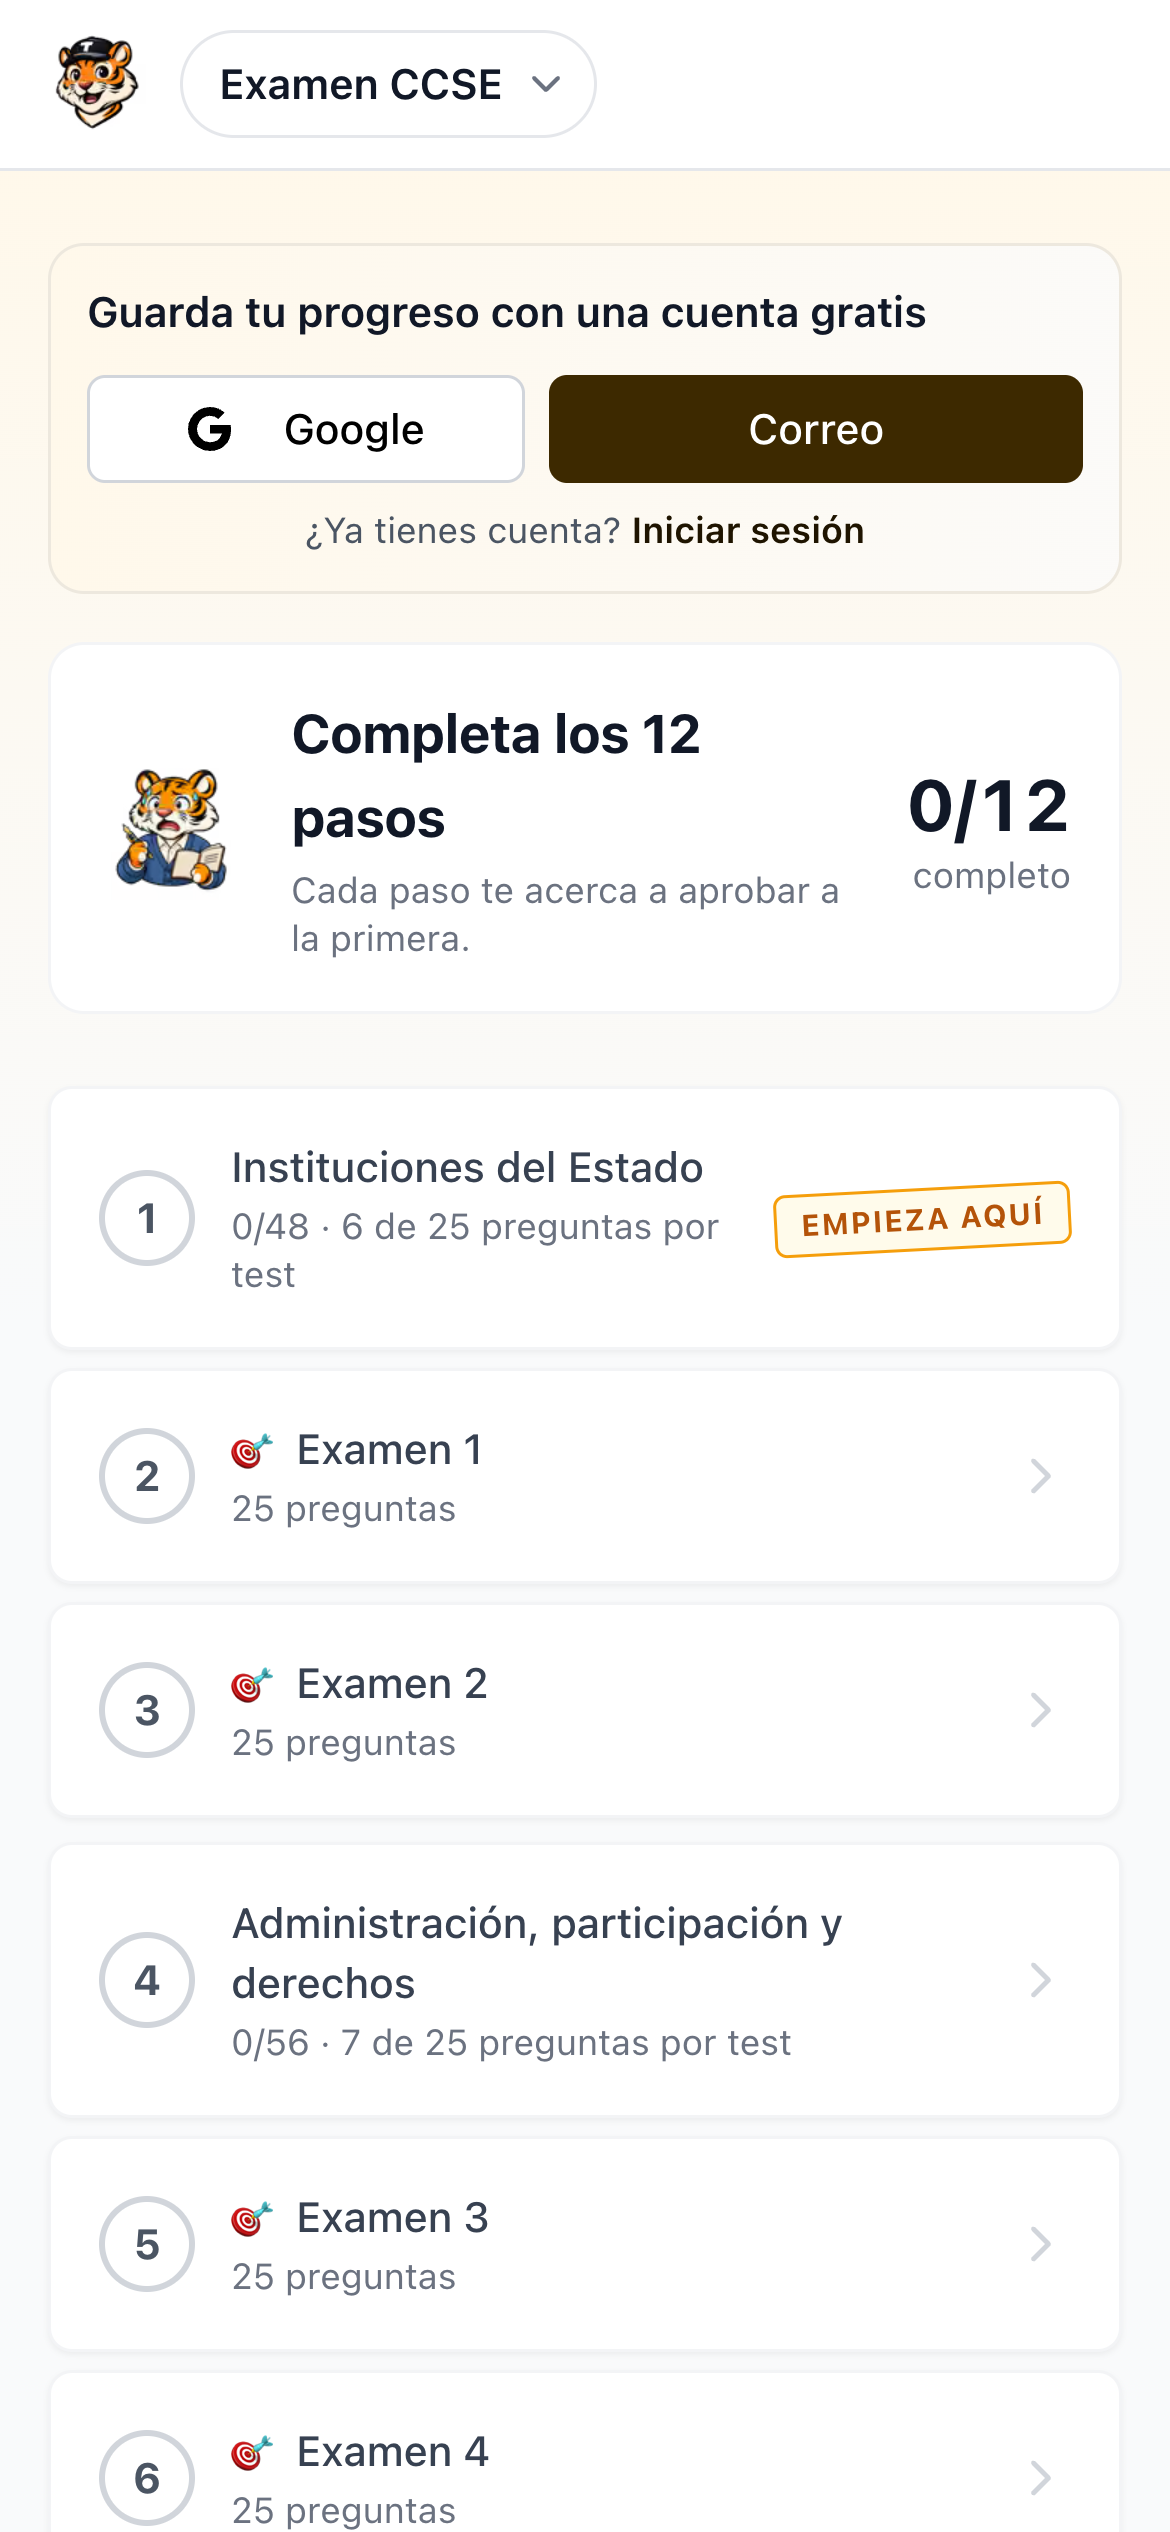 Examen CCSE
Guarda tu progreso con una cuenta gratis
Google
Correo
¿Ya tienes cuenta? Iniciar sesión
Completa los 12
pasos
Cada paso te acerca a aprobar a
la primera.
0/12
completo
1
Instituciones del Estado
0/48 · 6 de 25 preguntas por
test
EMPIEZA AQUÍ
2
Examen 1
25 preguntas
3
Examen 2
25 preguntas
4
Administración, participación y
derechos
0/56 · 7 de 25 preguntas por test
5
Examen 3
25 preguntas
6
Examen 4
25 preguntas